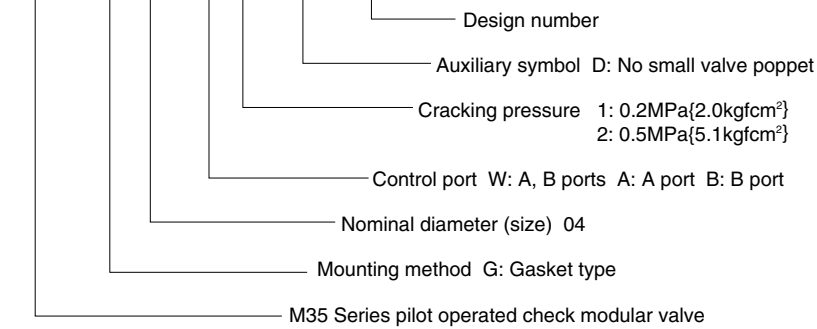 Design number
Auxiliary symbol D: No small valve poppet
Cracking pressure 1: 0.2MPa{2.0kgfcm²}
2: 0.5MPa{5.1kgfcm²}
Control port W: A, B ports A: A port B: B port
Nominal diameter (size) 04
Mounting method G: Gasket type
M35 Series pilot operated check modular valve